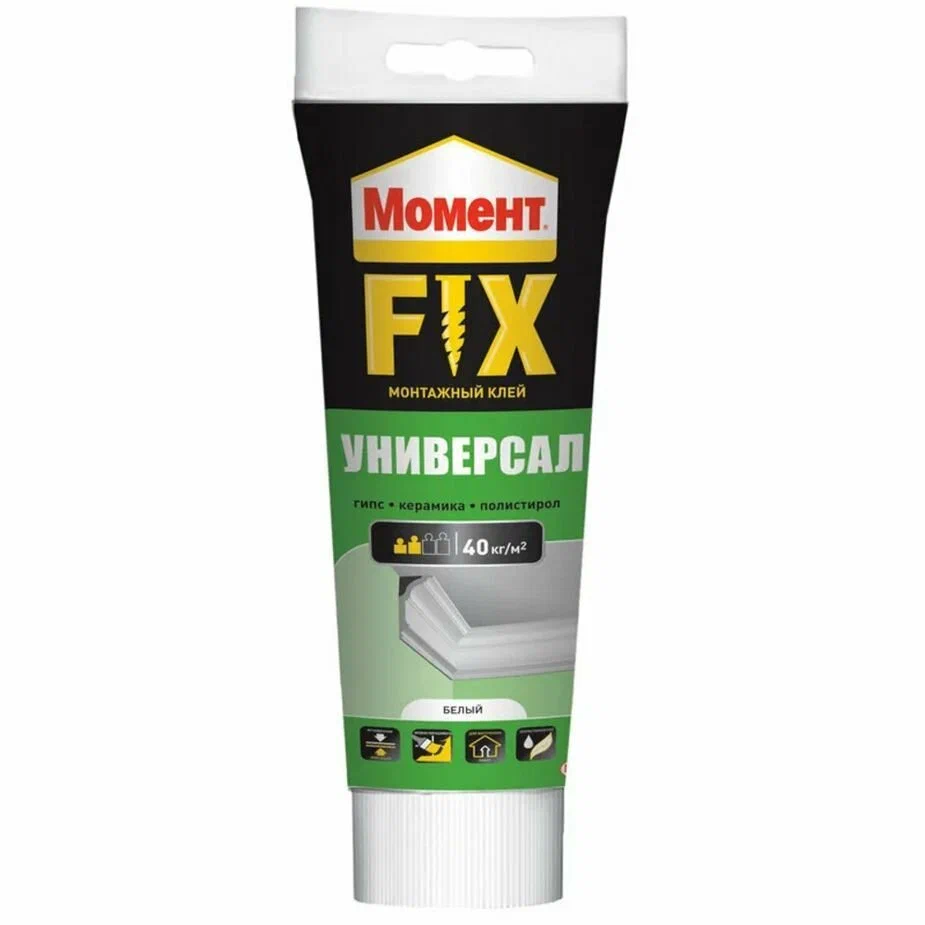 Момент
FIX
МОНТАЖНЫЙ КЛЕЙ
УНИВЕРСАЛ
гипс • керамика • полистирол
40 кг/м²
БЕЛЫЙ